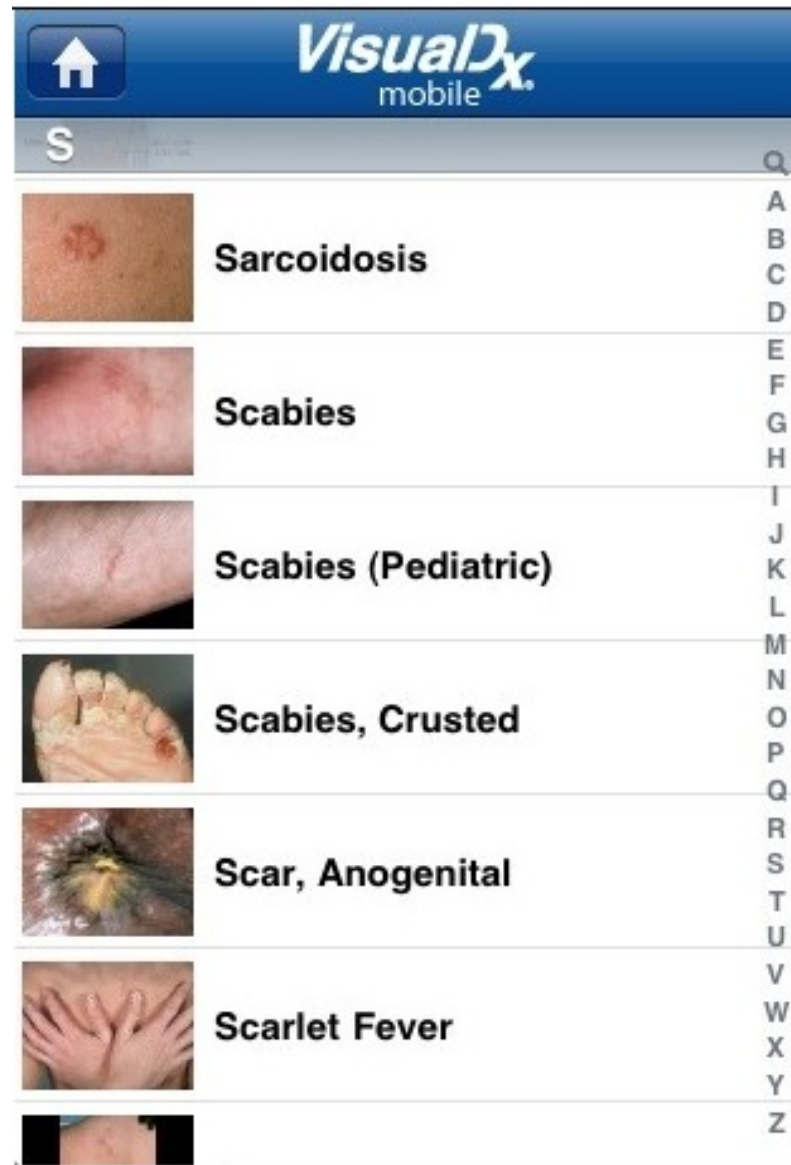 VisualDx
mobile
S
Sarcoidosis
Scabies
Scabies (Pediatric)
Scabies, Crusted
Scar, Anogenital
Scarlet Fever
A
B
C
D
E
F
G
H
I
J
K
L
M
N
O
P
Q
R
S
T
U
V
W
X
Y
Z